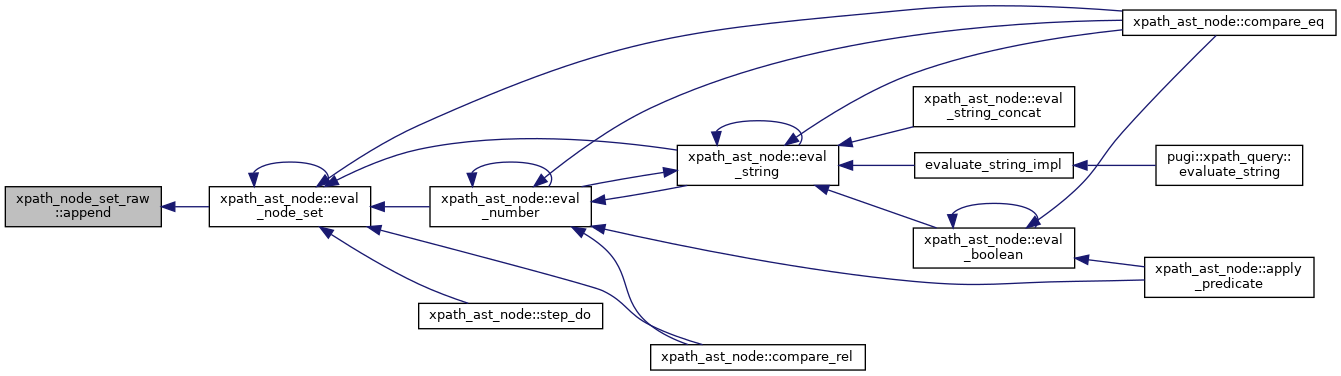 xpath_node_set_raw
::append
xpath_ast_node::eval
_node_set
xpath_ast_node::eval
_number
xpath_ast_node::step_do
xpath_ast_node::eval
_string
xpath_ast_node::compare_rel
xpath_ast_node::compare_eq
xpath_ast_node::eval
_string_concat
evaluate_string_impl
pugi::xpath_query::
evaluate_string
xpath_ast_node::eval
_boolean
xpath_ast_node::apply
_predicate